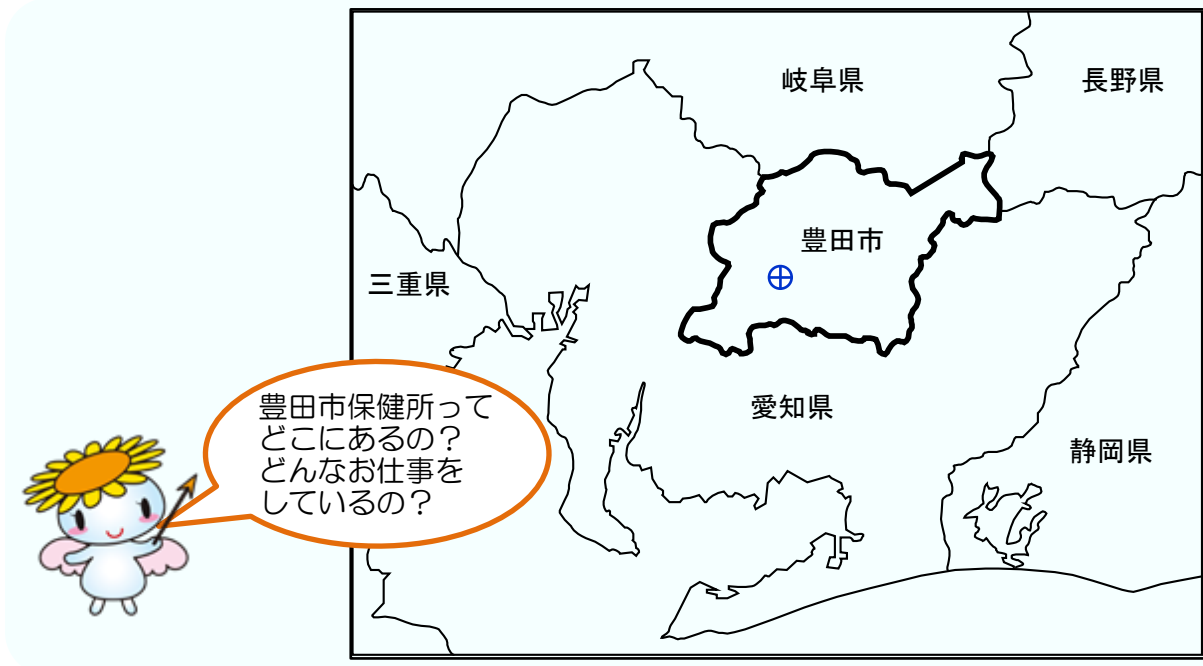 岐阜県
長野県
豊田市
三重県
豊田市保健所って
どこにあるの？
どんなお仕事を
しているの？
愛知県
静岡県